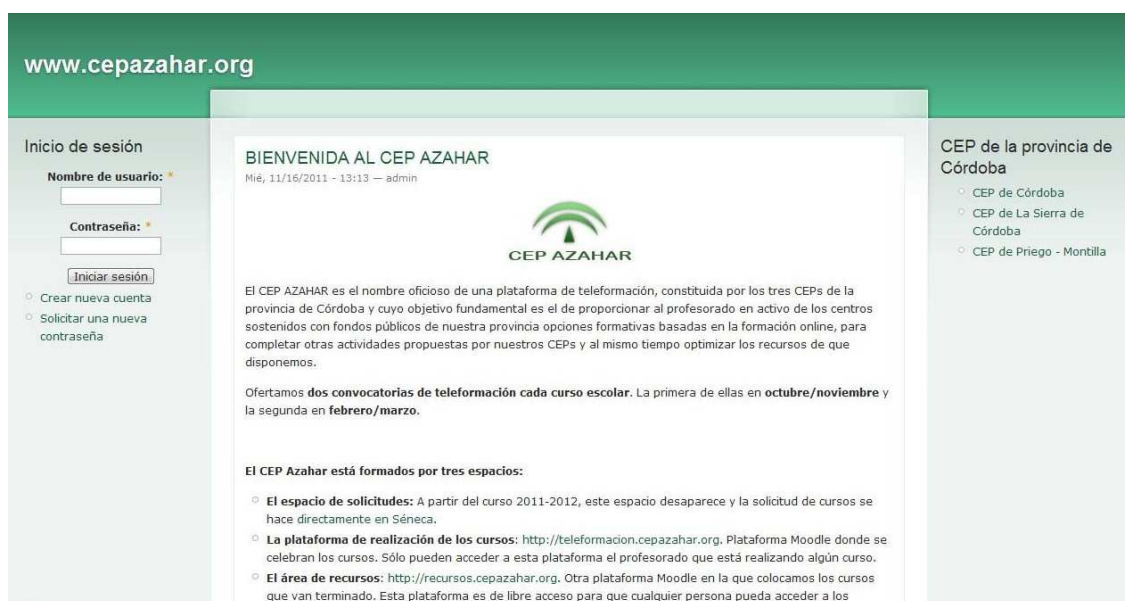 www.cepazahar.org
Inicio de sesión
Nombre de usuario: *
Contraseña: *
Iniciar sesión
Crear nueva cuenta
Solicitar una nueva
contraseña
BIENVENIDA AL CEP AZAHAR
Mié, 11/16/2011 - 13:13 — admin
CEP AZAHAR
El CEP AZAHAR es el nombre oficioso de una plataforma de teleformación, constituida por los tres CEPs de la
provincia de Córdoba y cuyo objetivo fundamental es el de proporcionar al profesorado en activo de los centros
sostenidos con fondos públicos de nuestra provincia opciones formativas basadas en la formación online, para
completar otras actividades propuestas por nuestros CEPs y al mismo tiempo optimizar los recursos de que
disponemos.
Ofertamos dos convocatorias de teleformación cada curso escolar. La primera de ellas en octubre/noviembre y
la segunda en febrero/marzo.
El CEP Azahar está formados por tres espacios:
El espacio de solicitudes: A partir del curso 2011-2012, este espacio desaparece y la solicitud de cursos se
hace directamente en Séneca.
La plataforma de realización de los cursos: http://teleformacion.cepazahar.org. Plataforma Moodle donde se
celebran los cursos. Sólo pueden acceder a esta plataforma el profesorado que está realizando algún curso.
El área de recursos: http://recursos.cepazahar.org. Otra plataforma Moodle en la que colocamos los cursos
que van terminado. Esta plataforma es de libre acceso para que cualquier persona pueda acceder a los
CEP de la provincia de
Córdoba
CEP de Córdoba
CEP de La Sierra de
Córdoba
CEP de Priego - Montilla